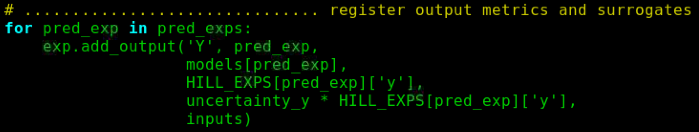 # ............................... register output metrics and surrogates
for pred_exp in pred_exps:
    exp.add_output('Y', pred_exp,
                   models[pred_exp],
                   HILL_EXPS[pred_exp]['y'],
                   uncertainty_y * HILL_EXPS[pred_exp]['y'],
                   inputs)